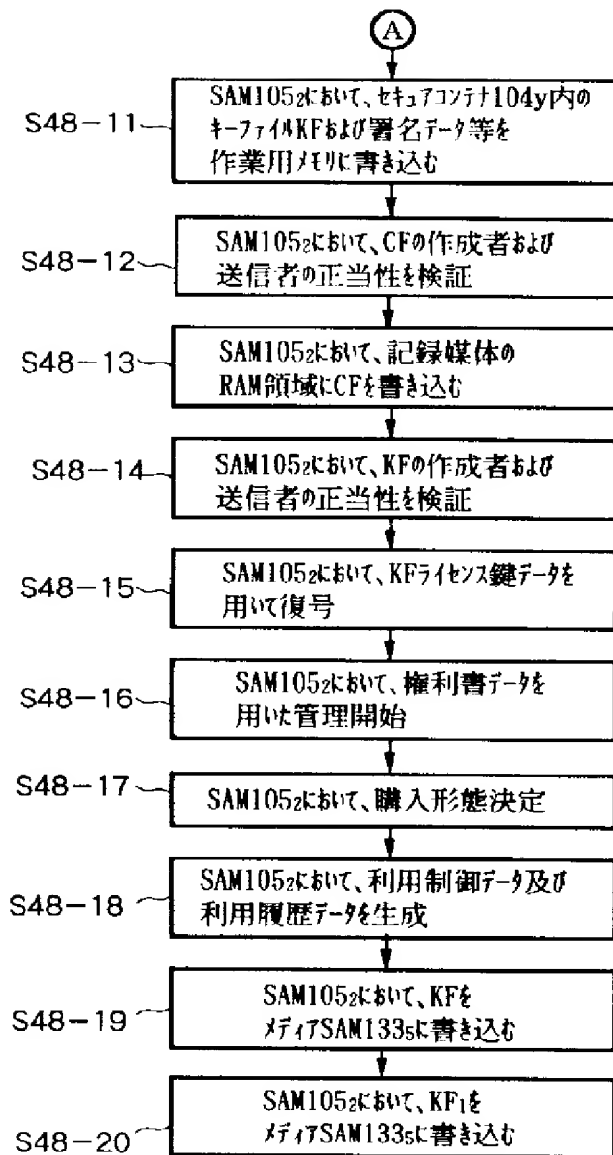 A
S48-11
SAM105₂において、セキュアコンテナ104y内の
キーファイルKFおよび署名データ等を
作業用メモリに書き込む
S48-12
SAM105₂において、CFの作成者および
送信者の正当性を検証
S48-13
SAM105₂において、記録媒体の
RAM領域にCFを書き込む
S48-14
SAM105₂において、KFの作成者および
送信者の正当性を検証
S48-15
SAM105₂において、KFライセンス鍵データを
用いて復号
S48-16
SAM105₂において、権利書データを
用いた管理開始
S48-17
SAM105₂において、購入形態決定
S48-18
SAM105₂において、利用制御データ及び
利用履歴データを生成
S48-19
SAM105₂において、KFを
メディアSAM133₅に書き込む
S48-20
SAM105₂において、KF₁を
メディアSAM133₅に書き込む